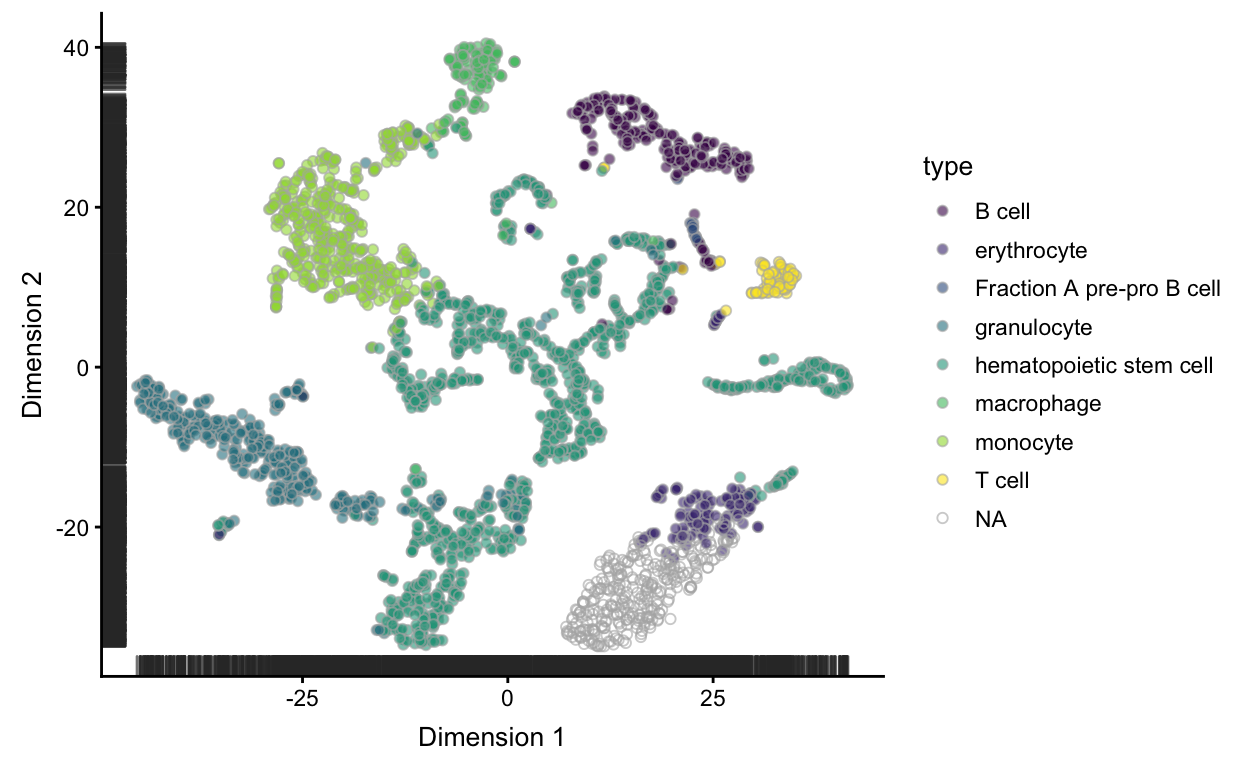 40
20
0
-20
Dimension 2
-25
0
25
Dimension 1
type
B cell
erythrocyte
Fraction A pre-pro B cell
granulocyte
hematopoietic stem cell
macrophage
monocyte
T cell
NA